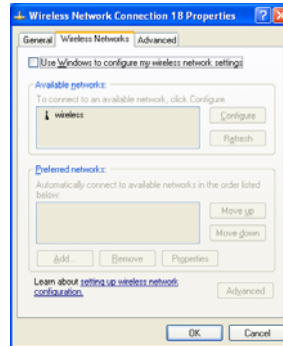 Wireless Network Connection 18 Properties
General Wireless Networks Advanced
Use Windows to configure my wireless network settings
Available networks:
To connect to an available network, click Configure.
wireless
Configure
Refresh
Preferred networks:
Automatically connect to available networks in the order listed
below:
Move up
Move down
Add... Remove Properties
Learn about setting up wireless network
configuration.
Advanced
OK Cancel